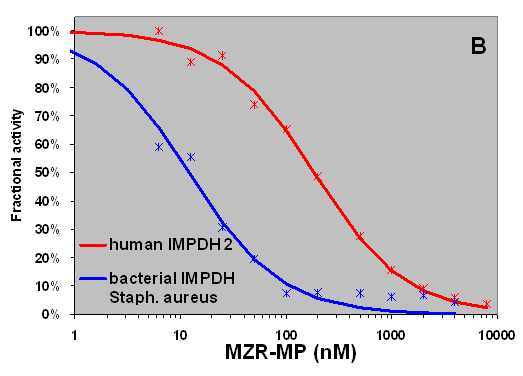 B
100%
90%
80%
70%
60%
50%
40%
30%
20%
10%
0%
Fractional activity
human IMPDH 2
bacterial IMPDH
Staph. aureus
1
10
100
1000
10000
MZR-MP (nM)